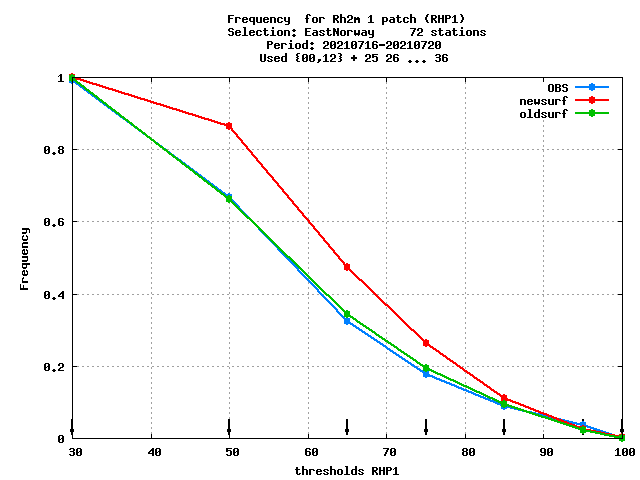 Frequency  for Rh2m 1 patch (RHP1)
Selection: EastNorway     72 stations
Period: 20210716-20210720
Used {00,12} + 25 26 ... 36
OBS
newsurf
oldsurf
1
0.8
0.6
0.4
0.2
0
Frequency
30 40 50 60 70 80 90 100
thresholds RHP1